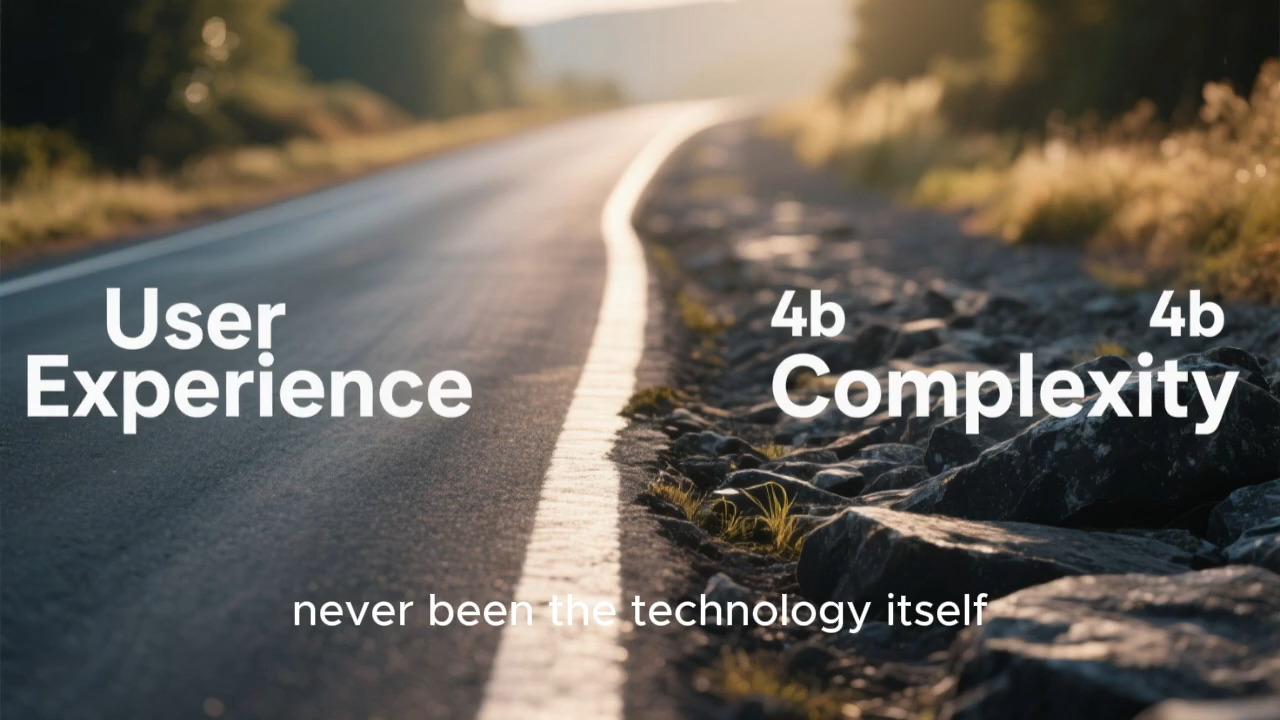 User
Experience
4b 4b
Complexity
never been the technology itself